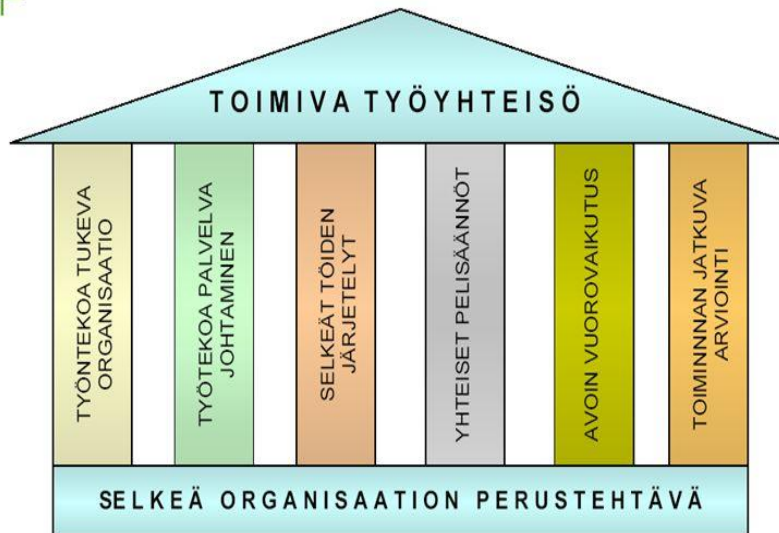 TOIMIVA TYÖYHTEISÖ
TYÖNTEKOA TUKEVA
ORGANISAATIO
TYÖTEKOA PALVELVA
JOHTAMINEN
SELKEÄT TÖIDEN
JÄRJETELYT
YHTEISET PELISÄÄNNÖT
AVOIN VUOROVAIKUTUS
TOIMINNNAN JATKUVA
ARVIOINTI
SELKEÄ ORGANISAATION PERUSTEHTÄVÄ